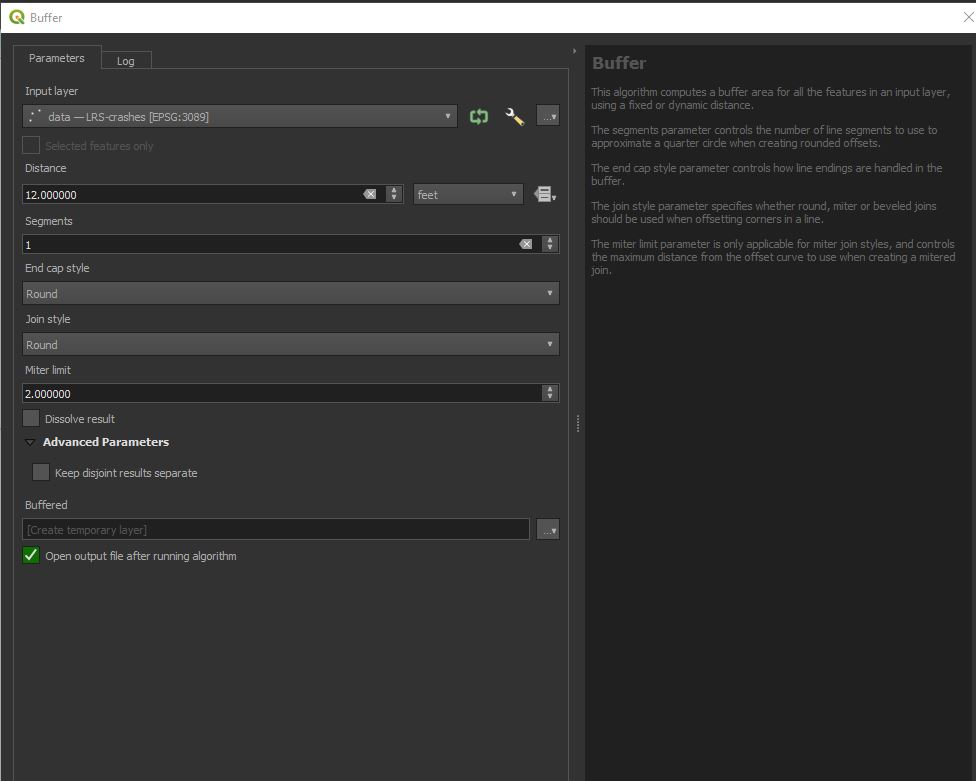 Buffer
Parameters
Log
Input layer
data — LRS-crashes [EPSG:3089]
...
Selected features only
Distance
12.000000
feet
Segments
1
End cap style
Round
Join style
Round
Miter limit
2.000000
Dissolve result
Advanced Parameters
Keep disjoint results separate
Buffered
[Create temporary layer]
...
Open output file after running algorithm
Buffer
This algorithm computes a buffer area for all the features in an input layer,
using a fixed or dynamic distance.
The segments parameter controls the number of line segments to use to
approximate a quarter circle when creating rounded offsets.
The end cap style parameter controls how line endings are handled in the
buffer.
The join style parameter specifies whether round, miter or beveled joins
should be used when offsetting corners in a line.
The miter limit parameter is only applicable for miter join styles, and controls
the maximum distance from the offset curve to use when creating a mitered
join.